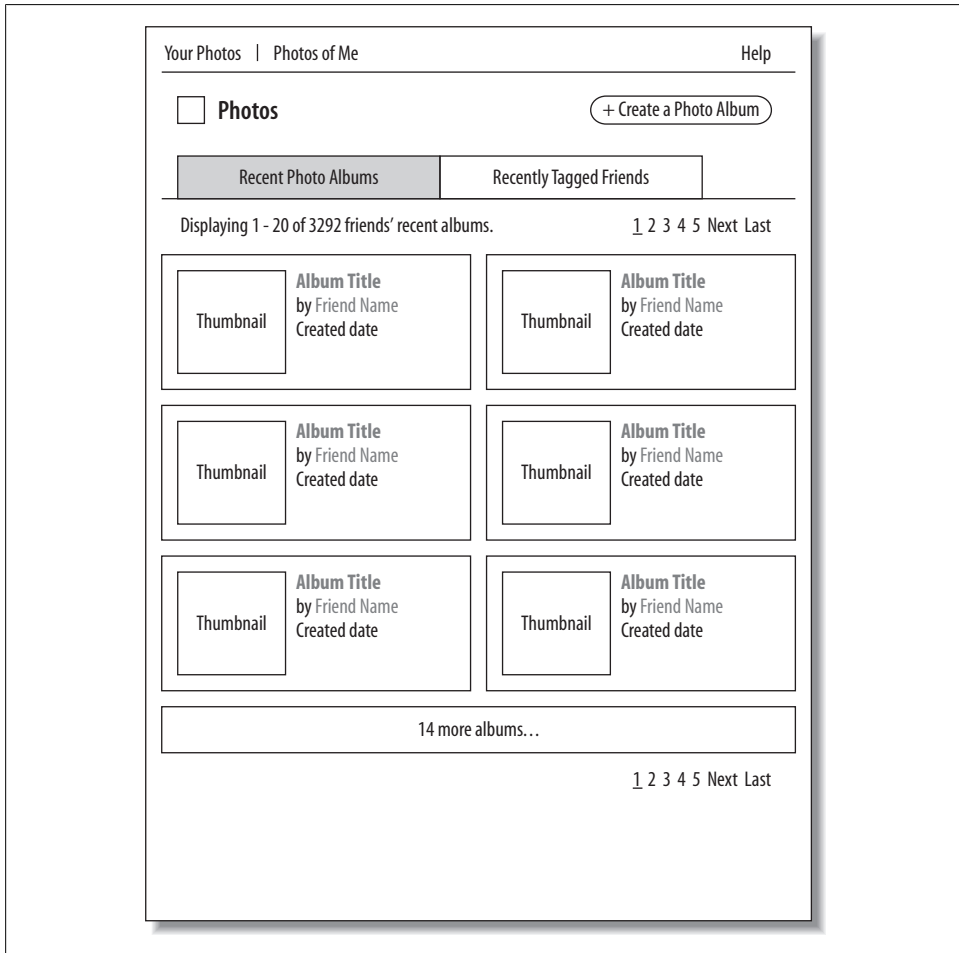 Your Photos | Photos of Me Help
Photos + Create a Photo Album
Recent Photo Albums Recently Tagged Friends
Displaying 1 - 20 of 3292 friends’ recent albums. 1 2 3 4 5 Next Last
Thumbnail
Album Title
by Friend Name
Created date
Thumbnail
Album Title
by Friend Name
Created date
Thumbnail
Album Title
by Friend Name
Created date
Thumbnail
Album Title
by Friend Name
Created date
Thumbnail
Album Title
by Friend Name
Created date
Thumbnail
Album Title
by Friend Name
Created date
14 more albums…
1 2 3 4 5 Next Last